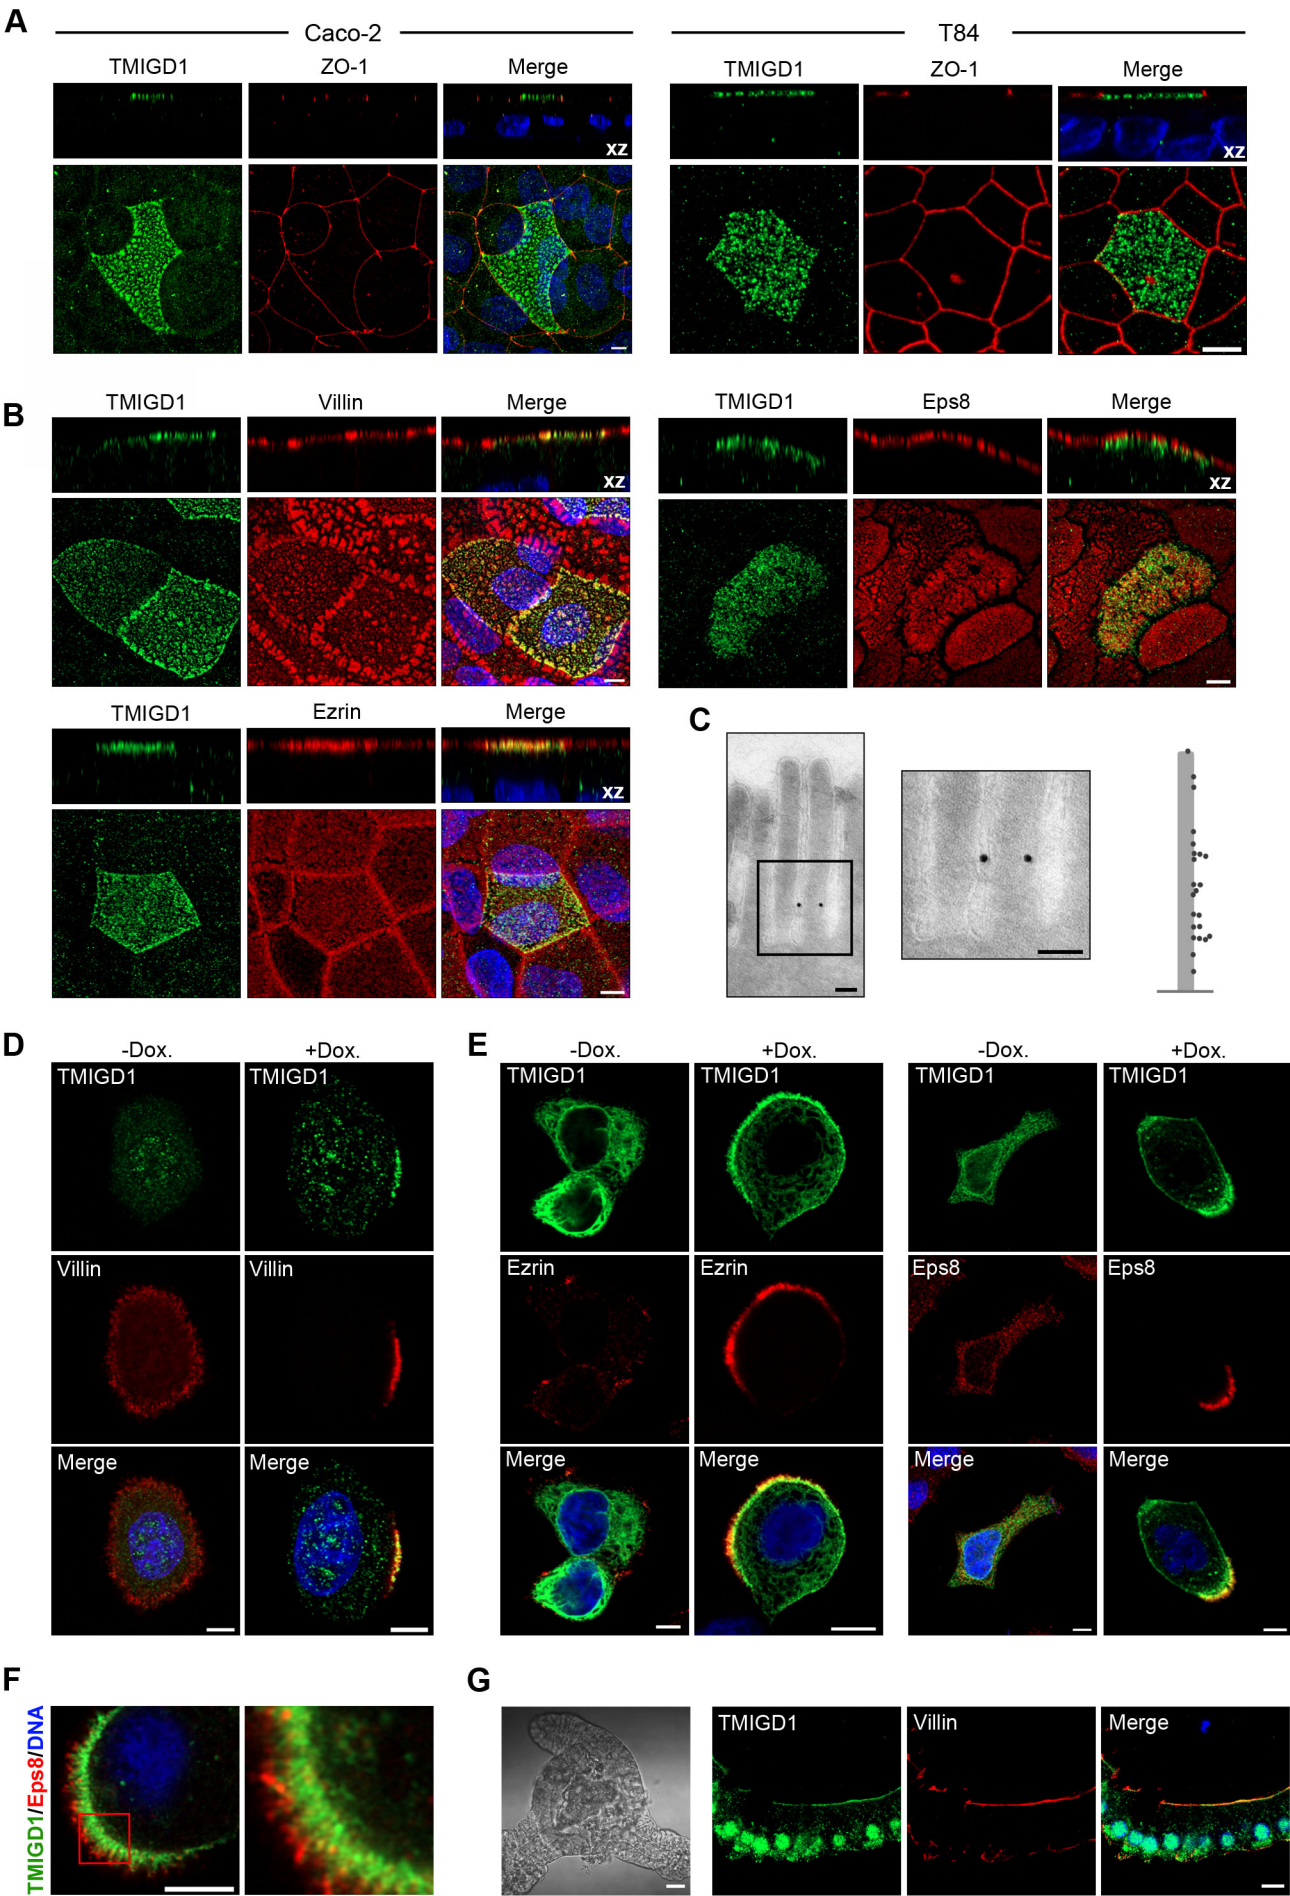 A
Caco-2
T84
TMIGD1 ZO-1 Merge
TMIGD1 ZO-1 Merge
xz
xz
B
TMIGD1 Villin Merge
TMIGD1 Eps8 Merge
xz
xz
TMIGD1 Ezrin Merge
xz
C
D
-Dox. +Dox.
TMIGD1 TMIGD1
Villin Villin
Merge Merge
E
-Dox. +Dox. -Dox. +Dox.
TMIGD1 TMIGD1 TMIGD1 TMIGD1
Ezrin Ezrin Eps8 Eps8
Merge Merge Merge Merge
F
TMIGD1/Eps8/DNA
G
TMIGD1 Villin Merge